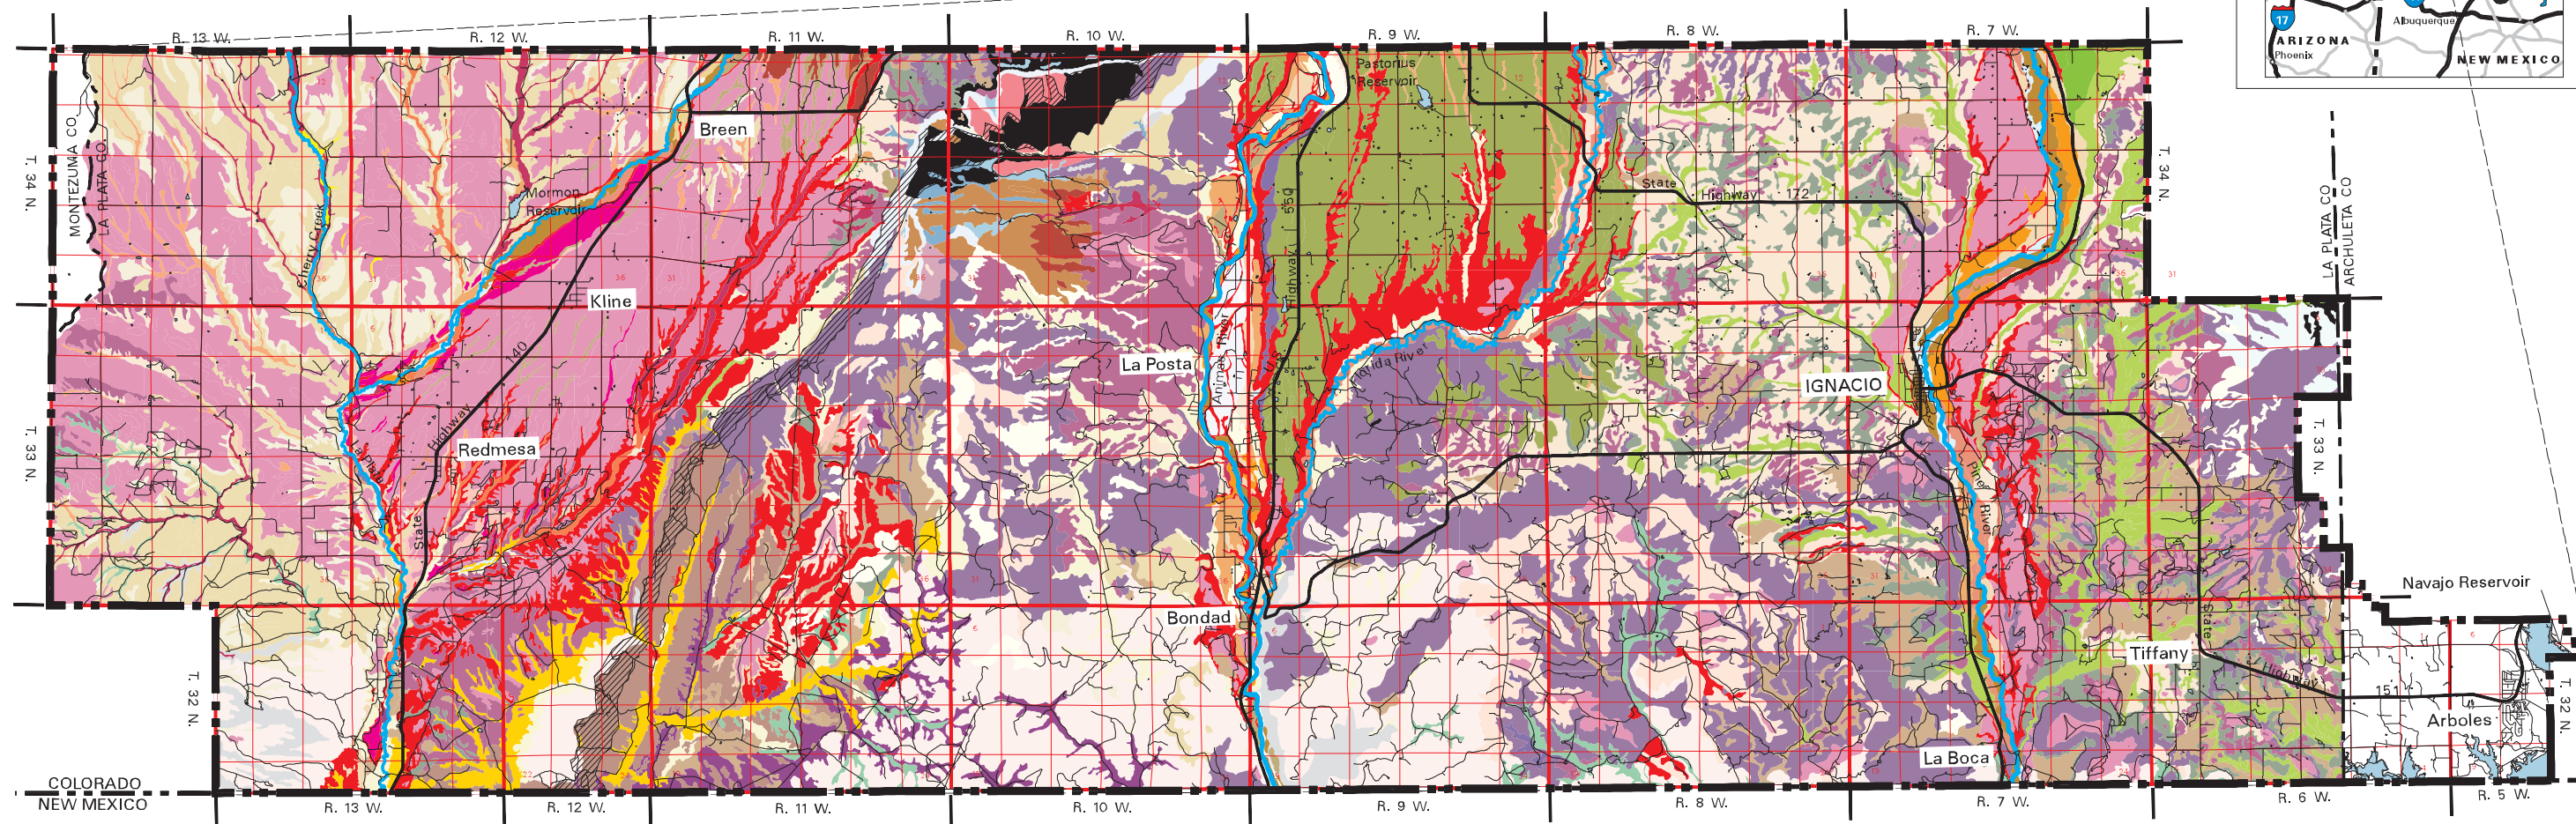 17
Albuquerque
ARIZONA
Phoenix
NEW MEXICO
R. 13 W.
R. 12 W.
R. 11 W.
R. 10 W.
R. 9 W.
R. 8 W.
R. 7 W.
Pastorius
Reservoir
Breen
T. 34 N.
MONTEZUMA CO
LA PLATA CO
Mormon
Reservoir
Cherry Creek
State Highway 172
U.S. Highway 550
T. 34 N.
LA PLATA CO
ARCHULETA CO
Kline
La Posta
Animas River
Florida River
IGNACIO
T. 33 N.
State Highway 140
Redmesa
La Plata
Pine River
T. 33 N.
Navajo Reservoir
Bondad
Tiffany
State Highway 151
T. 32 N.
Arboles
T. 32 N.
La Boca
COLORADO
NEW MEXICO
R. 13 W.
R. 12 W.
R. 11 W.
R. 10 W.
R. 9 W.
R. 8 W.
R. 7 W.
R. 6 W.
R. 5 W.